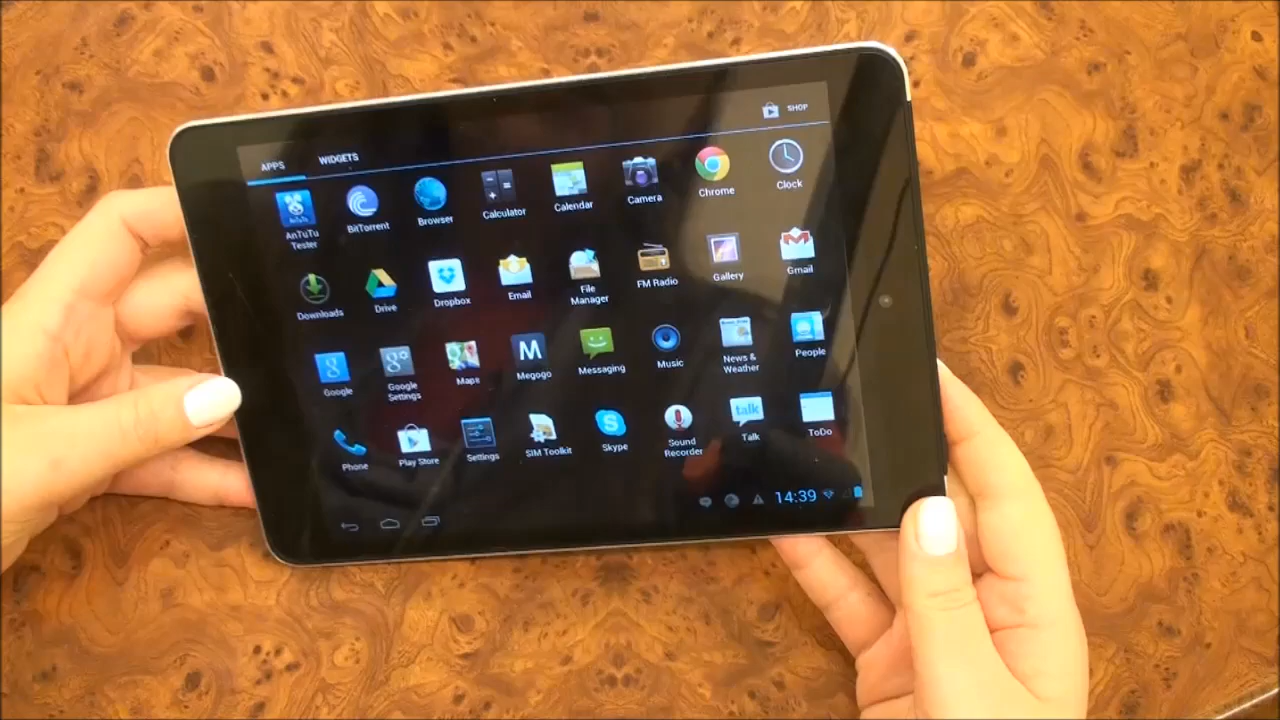 SHOP
APPS
WIDGETS
AnTuTu
Tester
BitTorrent
Browser
Calculator
Calendar
Camera
Chrome
Clock
Downloads
Drive
Dropbox
Email
File
Manager
FM Radio
Gallery
Gmail
Google
Google
Settings
Maps
M
Megogo
Messaging
Music
News &
Weather
People
Phone
Play Store
Settings
SIM Toolkit
Skype
Sound
Recorder
talk
Talk
ToDo
14:39